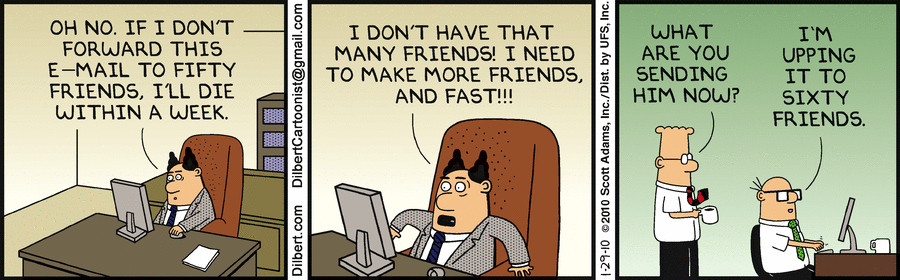 OH NO. IF I DON'T
FORWARD THIS
E-MAIL TO FIFTY
FRIENDS, I'LL DIE
WITHIN A WEEK.
Dilbert.com DilbertCartoonist@gmail.com
I DON'T HAVE THAT
MANY FRIENDS! I NEED
TO MAKE MORE FRIENDS,
AND FAST!!!
1-29-10 ©2010 Scott Adams, Inc./Dist. by UFS, Inc.
WHAT
ARE YOU
SENDING
HIM NOW?
I'M
UPPING
IT TO
SIXTY
FRIENDS.